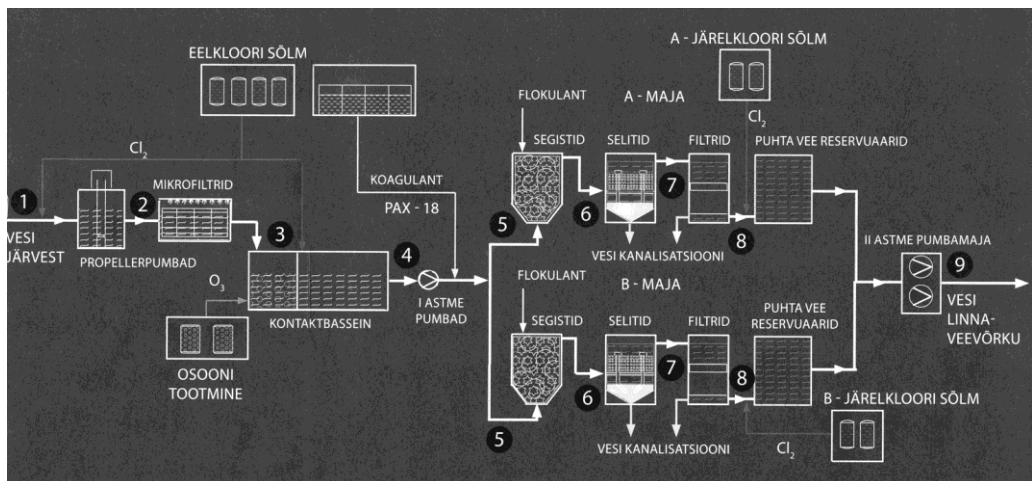 EELKLOORI SÕLM
A - JÄRELKLOORI SÕLM
FLOKULANT
A - MAJA
Cl2
Cl2
SEGISTID
SELITID
FILTRID
PUHTA VEE RESERVUAARID
KOAGULANT
PAX - 18
1
2
MIKROFILTRID
3
4
5
6
7
8
VESI
JÄRVEST
PROPELLERPUMBAD
VESI KANALISATSIOONI
II ASTME PUMBAMAJA
9
O3
I ASTME
PUMBAD
FLOKULANT
B - MAJA
KONTAKTBASSEIN
SEGISTID
SELITID
FILTRID
PUHTA VEE
RESERVUAARID
VESI
LINNA-
VEEVÕRKU
OSOONI
TOOTMINE
5
6
7
8
B - JÄRELKLOORI SÕLM
VESI KANALISATSIOONI
Cl2